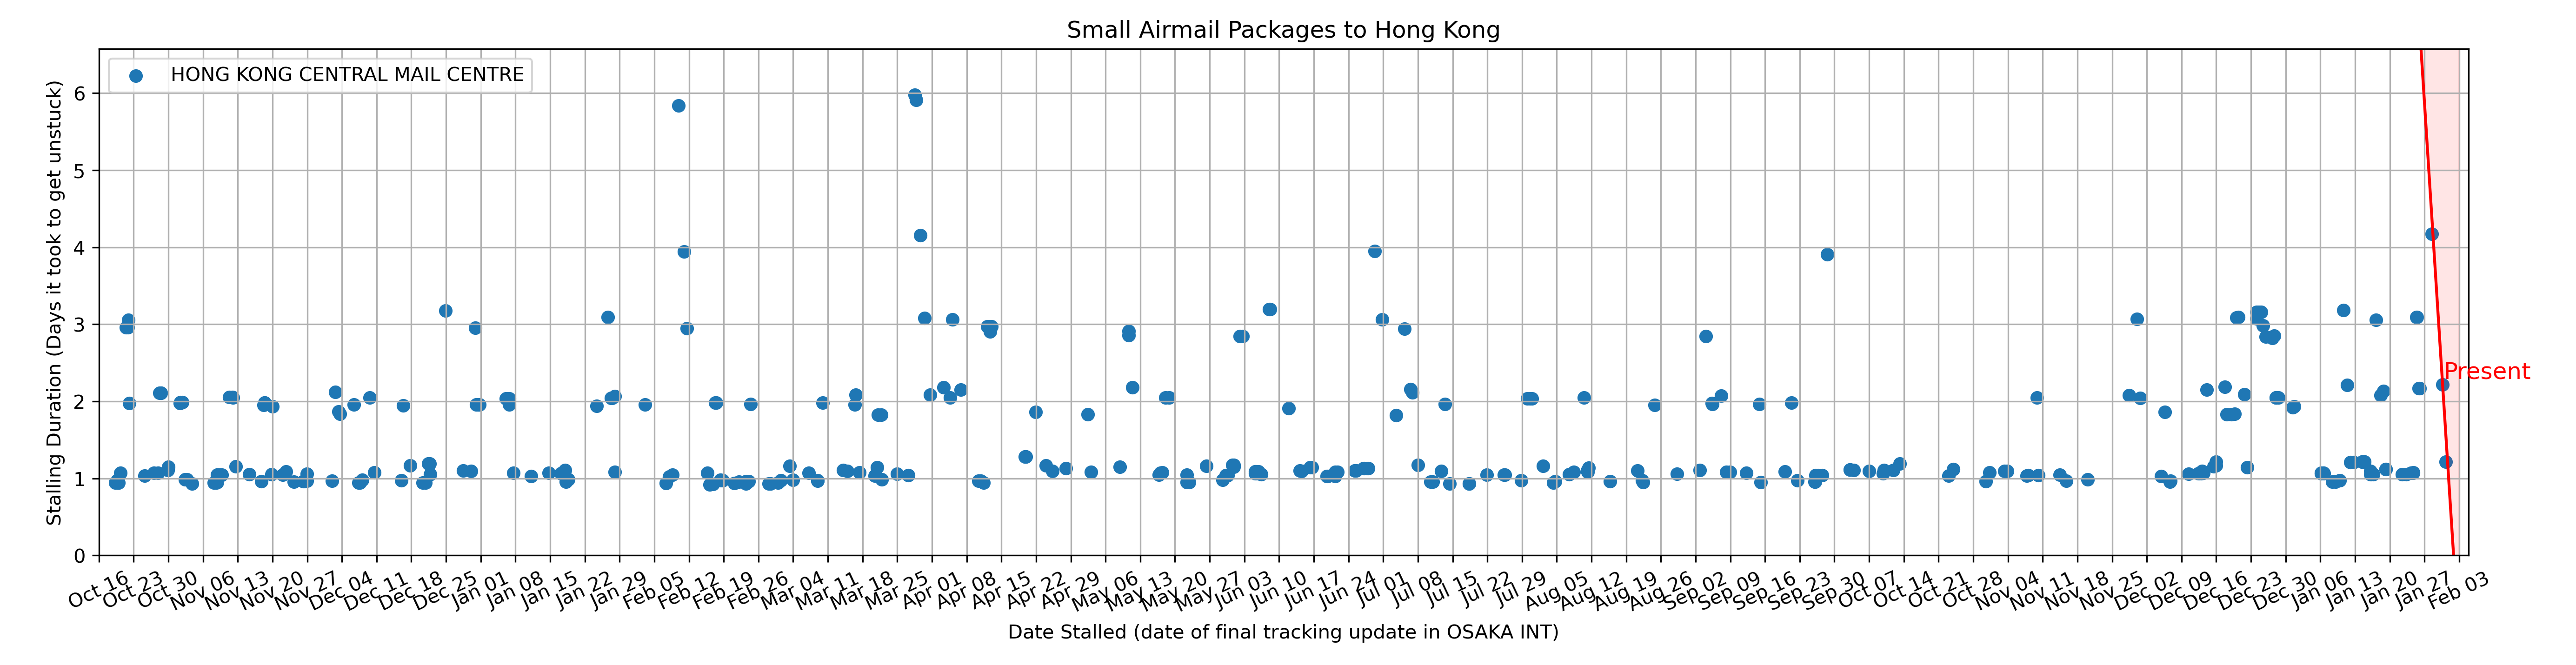 Small Airmail Packages to Hong Kong
HONG KONG CENTRAL MAIL CENTRE
Stalling Duration (Days it took to get unstuck)
6
5
4
3
2
1
0
Present
Oct 16 Oct 23 Oct 30 Nov 06 Nov 13 Nov 20 Nov 27 Dec 04 Dec 11 Dec 18 Dec 25 Jan 01 Jan 08 Jan 15 Jan 22 Jan 29 Feb 05 Feb 12 Feb 19 Feb 26 Mar 04 Mar 11 Mar 18 Mar 25 Apr 01 Apr 08 Apr 15 Apr 22 Apr 29 May 06 May 13 May 20 May 27 Jun 03 Jun 10 Jun 17 Jun 24 Jul 01 Jul 08 Jul 15 Jul 22 Jul 29 Aug 05 Aug 12 Aug 19 Aug 26 Sep 02 Sep 09 Sep 16 Sep 23 Sep 30 Oct 07 Oct 14 Oct 21 Oct 28 Nov 04 Nov 11 Nov 18 Nov 25 Dec 02 Dec 09 Dec 16 Dec 23 Dec 30 Jan 06 Jan 13 Jan 20 Jan 27 Feb 03
Date Stalled (date of final tracking update in OSAKA INT)